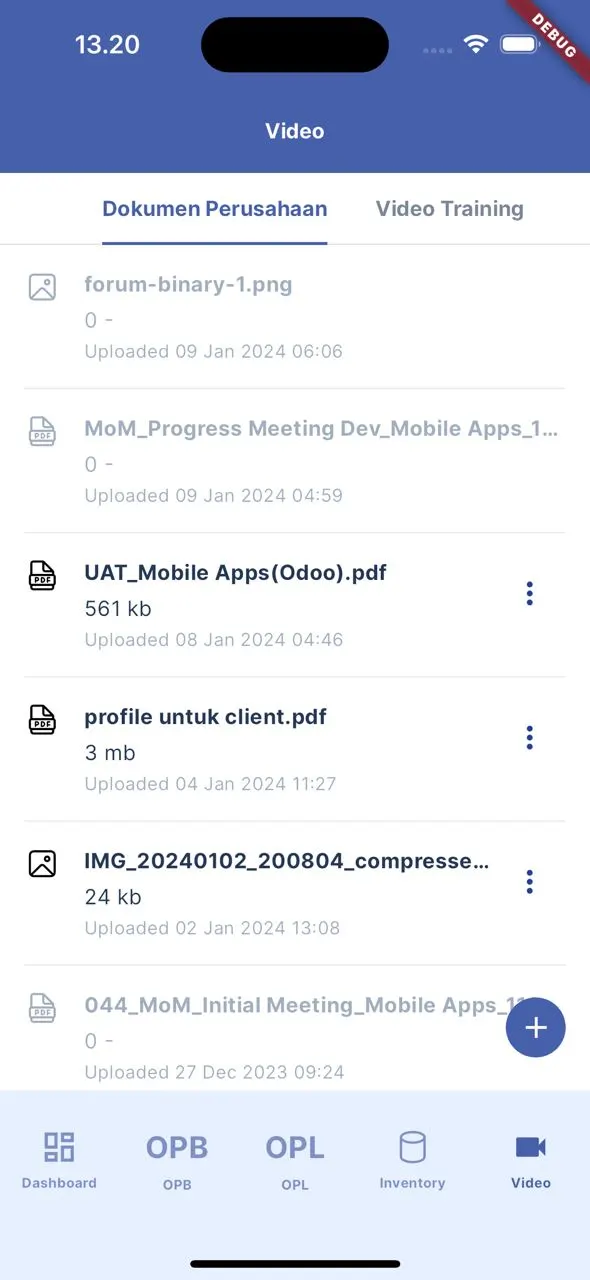 13.20
DEBUG
Video
Dokumen Perusahaan
Video Training
forum-binary-1.png
0 -
Uploaded 09 Jan 2024 06:06
PDF
MoM_Progress Meeting Dev_Mobile Apps_1...
0 -
Uploaded 09 Jan 2024 04:59
PDF
UAT_Mobile Apps(Odoo).pdf
561 kb
Uploaded 08 Jan 2024 04:46
PDF
profile untuk client.pdf
3 mb
Uploaded 04 Jan 2024 11:27
IMG_20240102_200804_compresse...
24 kb
Uploaded 02 Jan 2024 13:08
PDF
044_MoM_Initial Meeting_Mobile Apps_11
0 -
Uploaded 27 Dec 2023 09:24
OPB
OPL
Dashboard
OPB
OPL
Inventory
Video